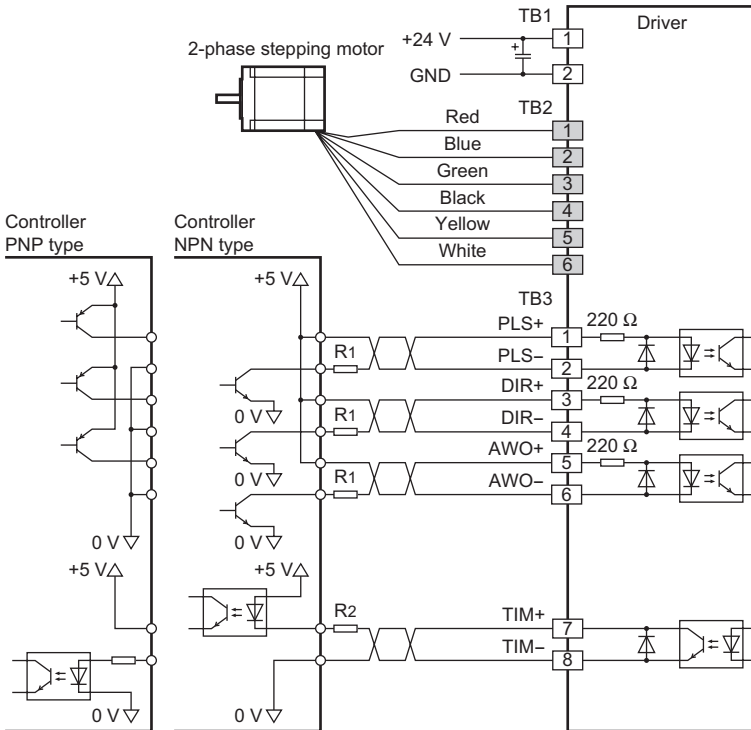 TB1
Driver
+24 V
+
1
2-phase stepping motor
GND
2
TB2
Red
1
Blue
2
Green
3
Black
4
Yellow
5
White
6
Controller
PNP type
Controller
NPN type
+5 V
+5 V
TB3
PLS+
1
220 Ω
R1
PLS−
2
DIR+
3
220 Ω
0 V
R1
DIR−
4
AWO+
5
220 Ω
0 V
R1
AWO−
6
0 V
0 V
+5 V
+5 V
R2
TIM+
7
TIM−
8
0 V
0 V